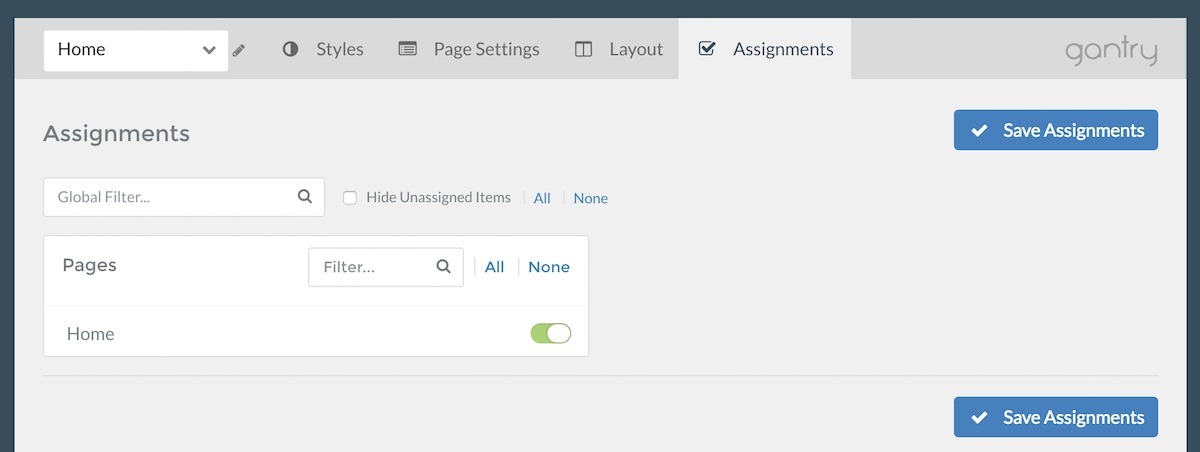 Home Styles Page Settings Layout Assignments gantry
Assignments Save Assignments
Global Filter... Hide Unassigned Items All None
Pages Filter... All None
Home
Save Assignments